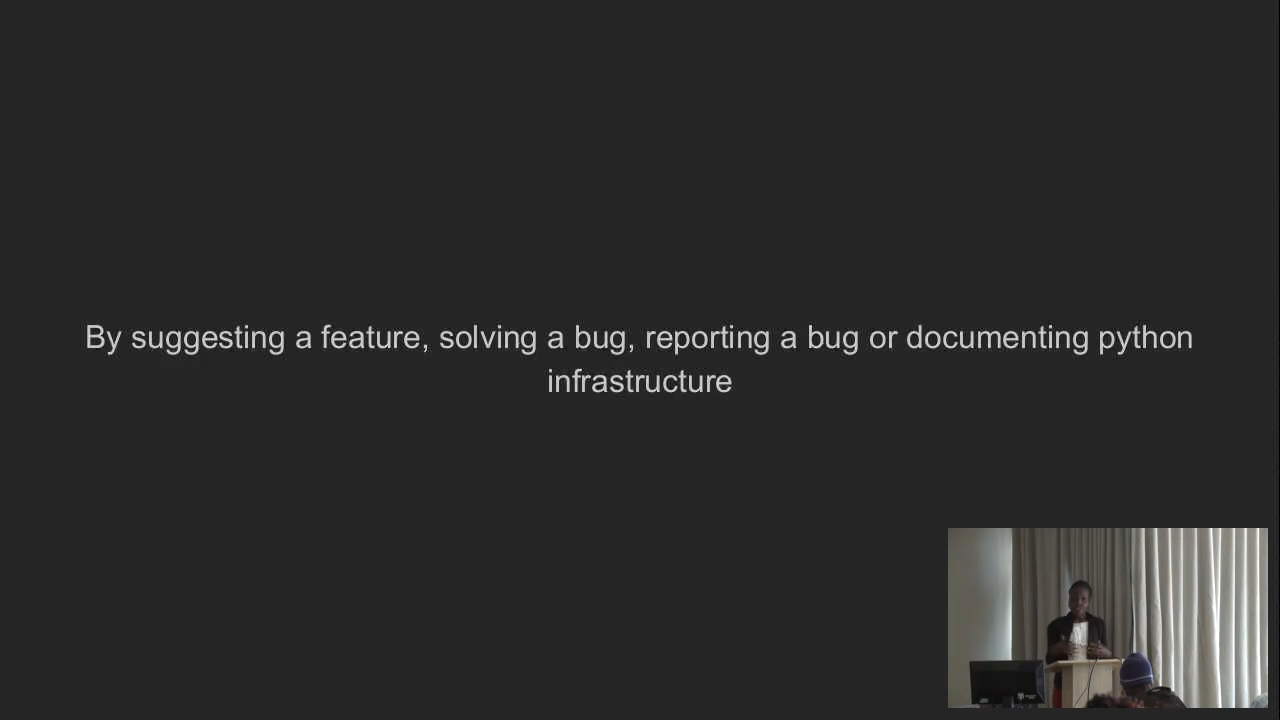 By suggesting a feature, solving a bug, reporting a bug or documenting python
infrastructure